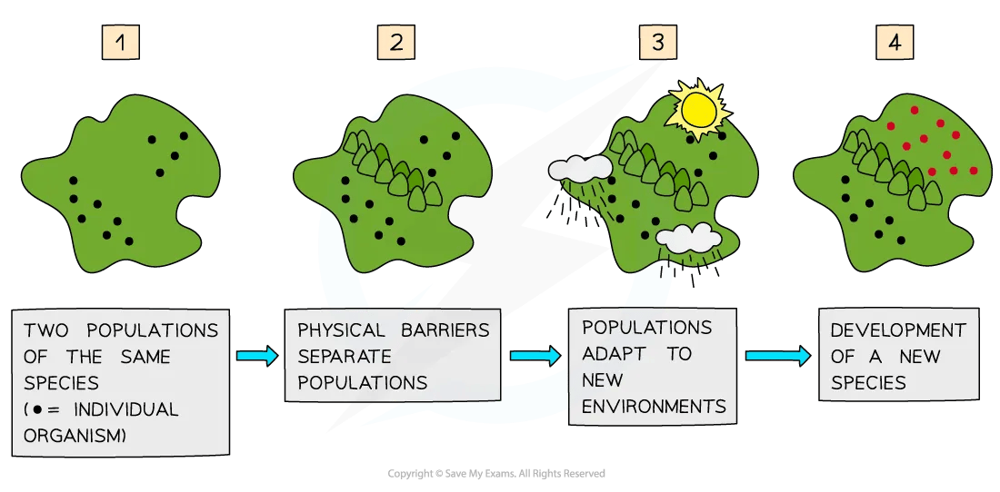 1
2
3
4
TWO POPULATIONS
OF THE SAME
SPECIES
(•= INDIVIDUAL
ORGANISM)
PHYSICAL BARRIERS
SEPARATE
POPULATIONS
POPULATIONS
ADAPT TO
NEW
ENVIRONMENTS
DEVELOPMENT
OF A NEW
SPECIES
Copyright © Save My Exams. All Rights Reserved